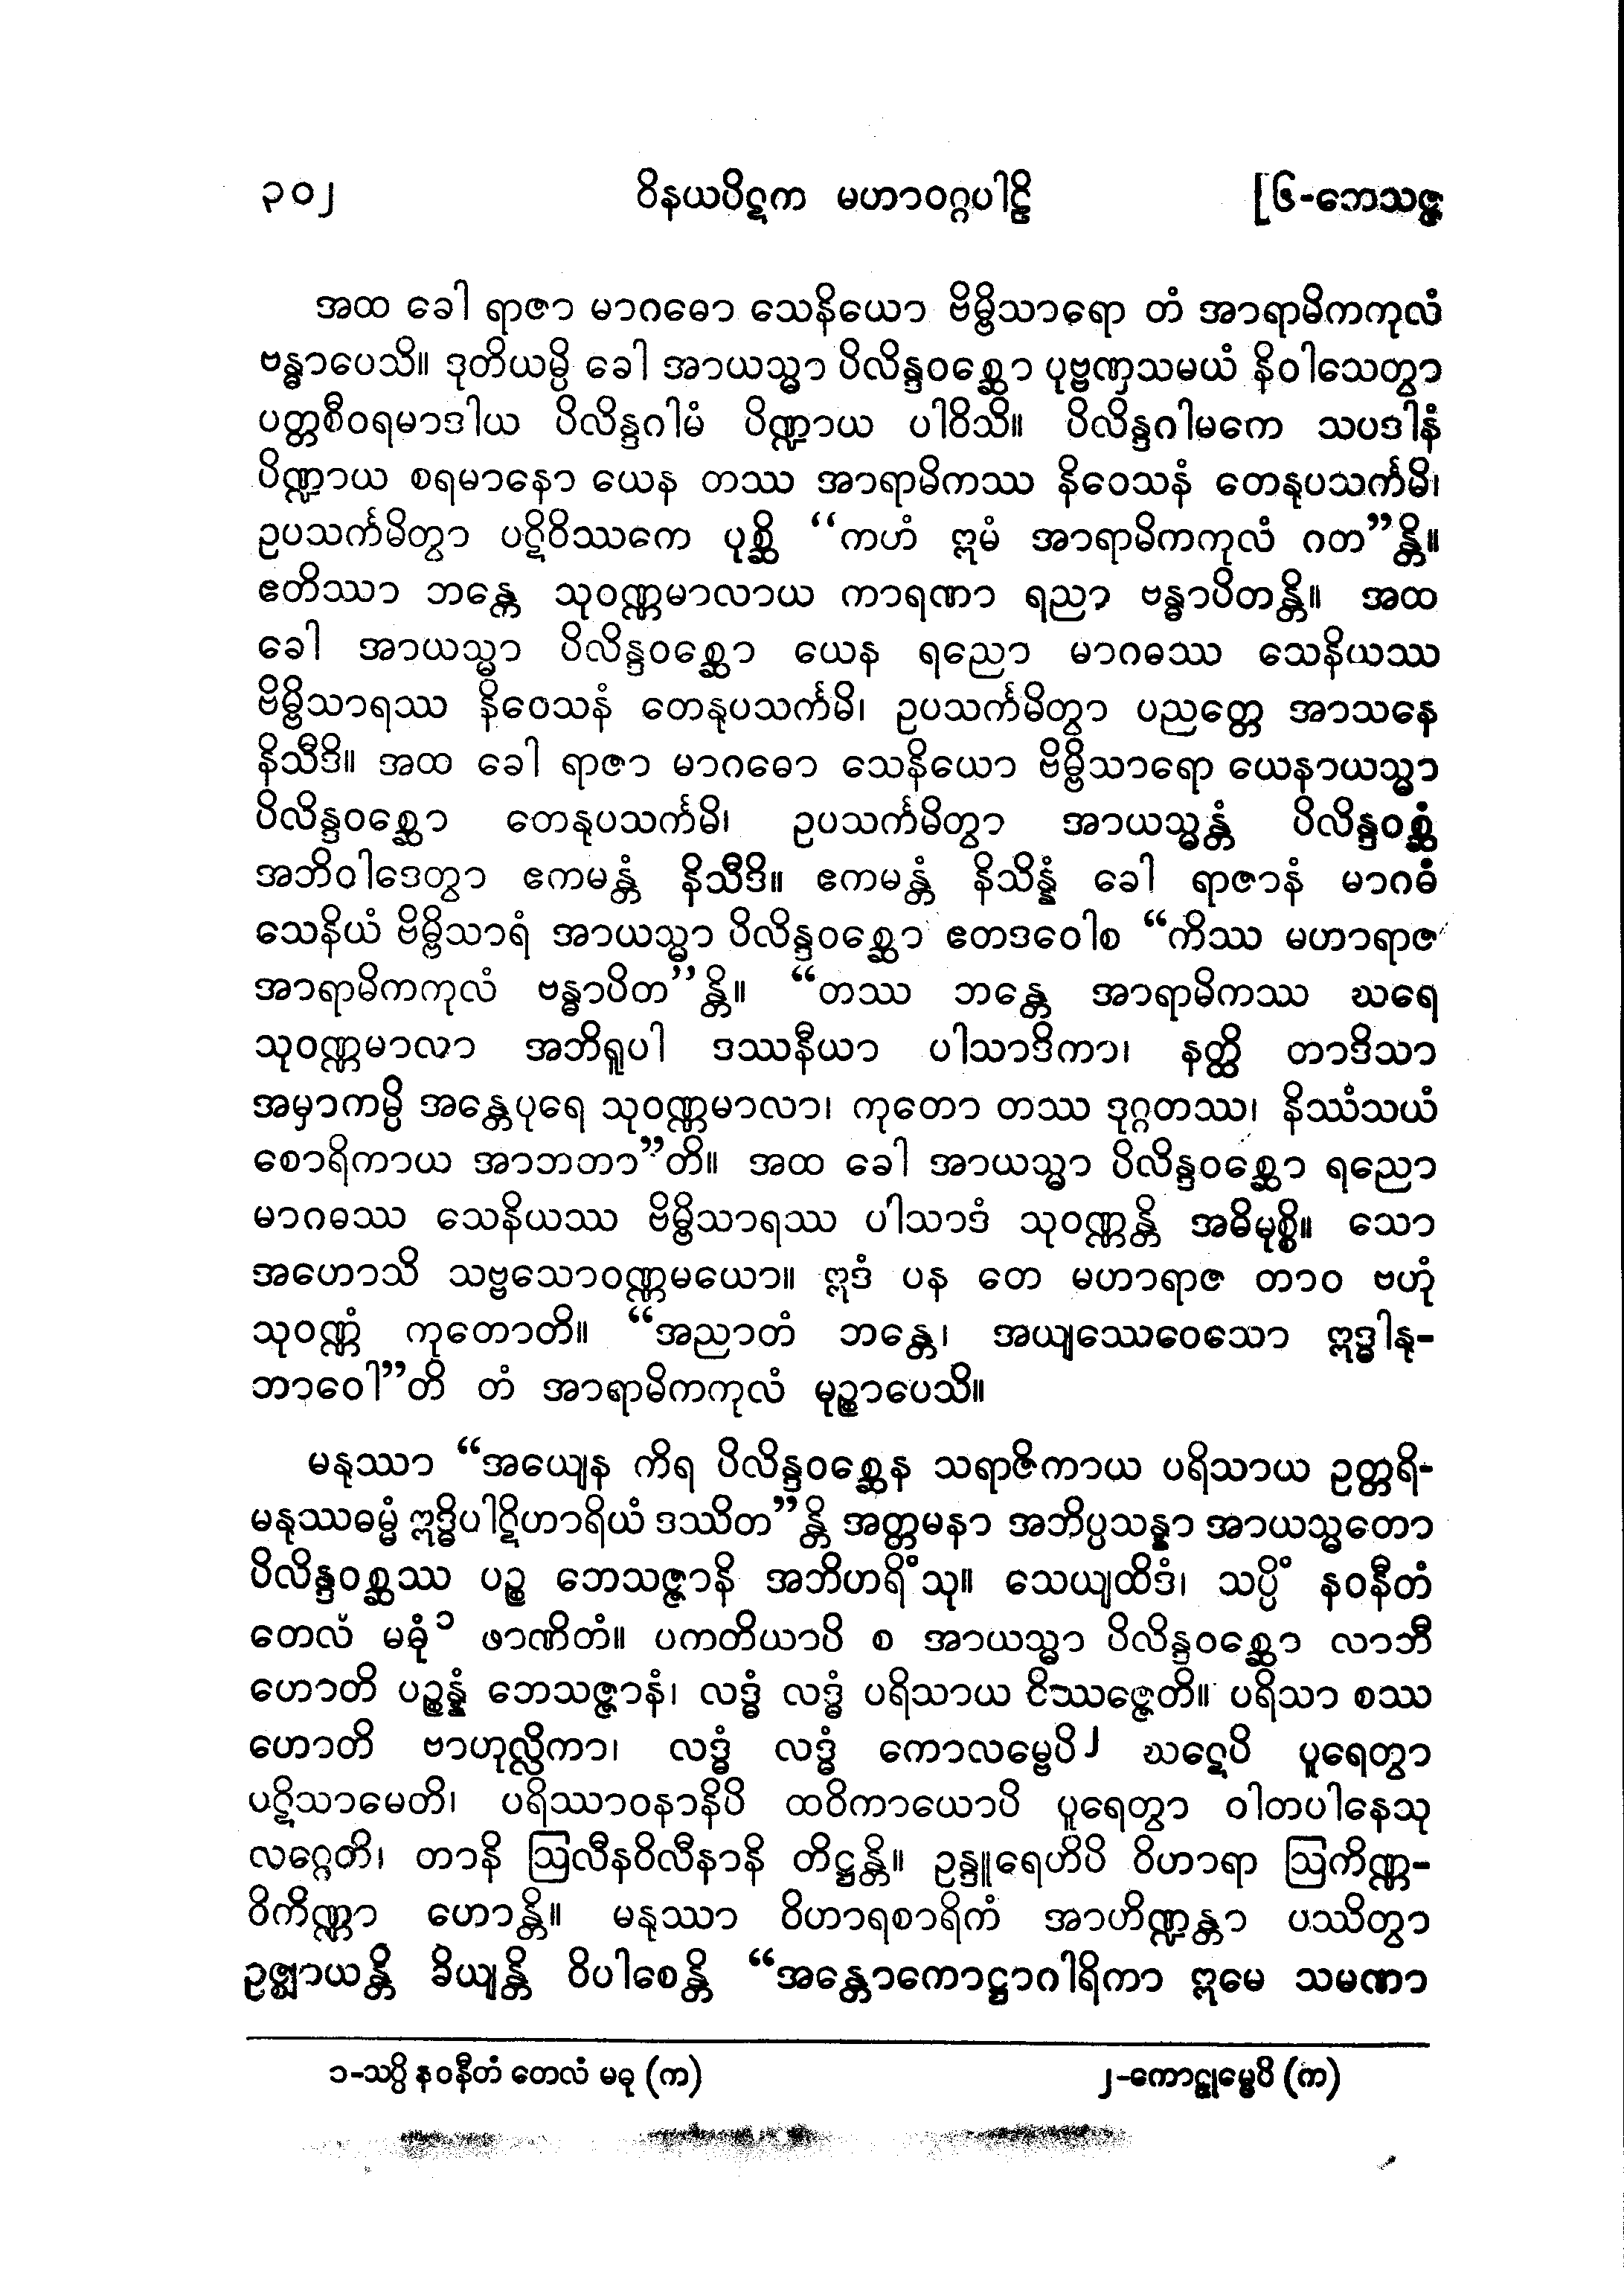 ၃၀၂ ဝိနယပိဋက မဟာဝဂ္ဂပါဠိ [၆-ဘေသဇ္ဇ
အထ ခေါ ရာဇာ မာဂဓော သေနိယော ဗိမ္ဗိသာရော တံ အာရာမိကကုလံ
ဗန္ဓာပေသိ။ ဒုတိယမ္ပိ ခေါ အာယသ္မာ ပိလိန္ဒဝစ္ဆော ပုဗ္ဗဏှသမယံ နိဝါသေတွာ
ပတ္တစီဝရမာဒါယ ပိလိန္ဒဂါမံ ပိဏ္ဍာယ ပါဝိသိ။ ပိလိန္ဒဂါမကေ သပဒါနံ
ပိဏ္ဍာယ စရမာနော ယေန တဿ အာရာမိကဿ နိဝေသနံ တေနုပသင်္ကမိ၊
ဥပသင်္ကမိတွာ ပဋိဝိဿကေ ပုစ္ဆိ “ကဟံ ဣမံ အာရာမိကကုလံ ဂတ”န္တိ။
ဧတိဿာ ဘန္တေ သုဝဏ္ဏမာလာယ ကာရဏာ ရညာ ဗန္ဓာပိတန္တိ။ အထ
ခေါ အာယသ္မာ ပိလိန္ဒဝစ္ဆော ယေန ရညော မာဂဓဿ သေနိယဿ
ဗိမ္ဗိသာရဿ နိဝေသနံ တေနုပသင်္ကမိ၊ ဥပသင်္ကမိတွာ ပညတ္တေ အာသနေ
နိသီဒိ။ အထ ခေါ ရာဇာ မာဂဓော သေနိယော ဗိမ္ဗိသာရော ယေနာယသ္မာ
ပိလိန္ဒဝစ္ဆော တေနုပသင်္ကမိ၊ ဥပသင်္ကမိတွာ အာယသ္မန္တံ ပိလိန္ဒဝစ္ဆံ
အဘိဝါဒေတွာ ဧကမန္တံ နိသီဒိ။ ဧကမန္တံ နိသိန္နံ ခေါ ရာဇာနံ မာဂဓံ
သေနိယံ ဗိမ္ဗိသာရံ အာယသ္မာ ပိလိန္ဒဝစ္ဆော ဧတဒဝေါစ “ကိဿ မဟာရာဇ
အာရာမိကကုလံ ဗန္ဓာပိတ”န္တိ။ “တဿ ဘန္တေ အာရာမိကဿ ဃရေ
သုဝဏ္ဏမာလာ အဘိရူပါ ဒဿနီယာ ပါသာဒိကာ၊ နတ္ထိ တာဒိသာ
အမှာကမ္ပိ အန္တေပုရေ သုဝဏ္ဏမာလာ၊ ကုတော တဿ ဒုဂ္ဂတဿ၊ နိဿံသယံ
စောရိကာယ အာဘတာ”တိ။ အထ ခေါ အာယသ္မာ ပိလိန္ဒဝစ္ဆော ရညော
မာဂဓဿ သေနိယဿ ဗိမ္ဗိသာရဿ ပါသာဒံ သုဝဏ္ဏန္တိ အဓိမုစ္စိ။ သော
အဟောသိ သဗ္ဗသောဝဏ္ဏမယော။ ဣဒံ ပန တေ မဟာရာဇ တာဝ ဗဟုံ
သုဝဏ္ဏံ ကုတောတိ။ “အညာတံ ဘန္တေ၊ အယျဿေဝေသော ဣဒ္ဓါနု-
ဘာဝေါ”တိ တံ အာရာမိကကုလံ မုဉ္စာပေသိ။
မနုဿာ “အယျေန ကိရ ပိလိန္ဒဝစ္ဆေန သရာဇိကာယ ပရိသာယ ဥတ္တရိ-
မနုဿဓမ္မံ ဣဒ္ဓိပါဋိဟာရိယံ ဒဿိတ”န္တိ အတ္တမနာ အဘိပ္ပသန္နာ အာယသ္မတော
ပိလိန္ဒဝစ္ဆဿ ပဉ္စ ဘေသဇ္ဇာနိ အဘိဟရိံသု။ သေယျထိဒံ၊ သပ္ပိံ နဝနီတံ
တေလံ မဓုံ၁ ဖာဏိတံ။ ပကတိယာပိ စ အာယသ္မာ ပိလိန္ဒဝစ္ဆော လာဘီ
ဟောတိ ပဉ္စန္နံ ဘေသဇ္ဇာနံ၊ လဒ္ဓံ လဒ္ဓံ ပရိသာယ ဝိဿဇ္ဇေတိ။ ပရိသာ စဿ
ဟောတိ ဗာဟုလ္လိကာ၊ လဒ္ဓံ လဒ္ဓံ ကောလမ္ဗေပိ၂ ဃဋေပိ ပူရေတွာ
ပဋိသာမေတိ၊ ပရိဿာဝနာနိပိ ထဝိကာယောပိ ပူရေတွာ ဝါတပါနေသု
လဂ္ဂေတိ၊ တာနိ ဩလီနဝိလီနာနိ တိဋ္ဌန္တိ။ ဥန္ဒူရေဟိပိ ဝိဟာရာ ဩကိဏ္ဏ-
ဝိကိဏ္ဏာ ဟောန္တိ။ မနုဿာ ဝိဟာရစာရိကံ အာဟိဏ္ဍန္တာ ပဿိတွာ
ဥဇ္ဈာယန္တိ ခိယျန္တိ ဝိပါစေန္တိ “အန္တောကောဋ္ဌာဂါရိကာ ဣမေ သမဏာ
၁-သပ္ပိ နဝနီတံ တေလံ မဓု (က) ၂-ကောဠုမ္ဗေပိ (က)